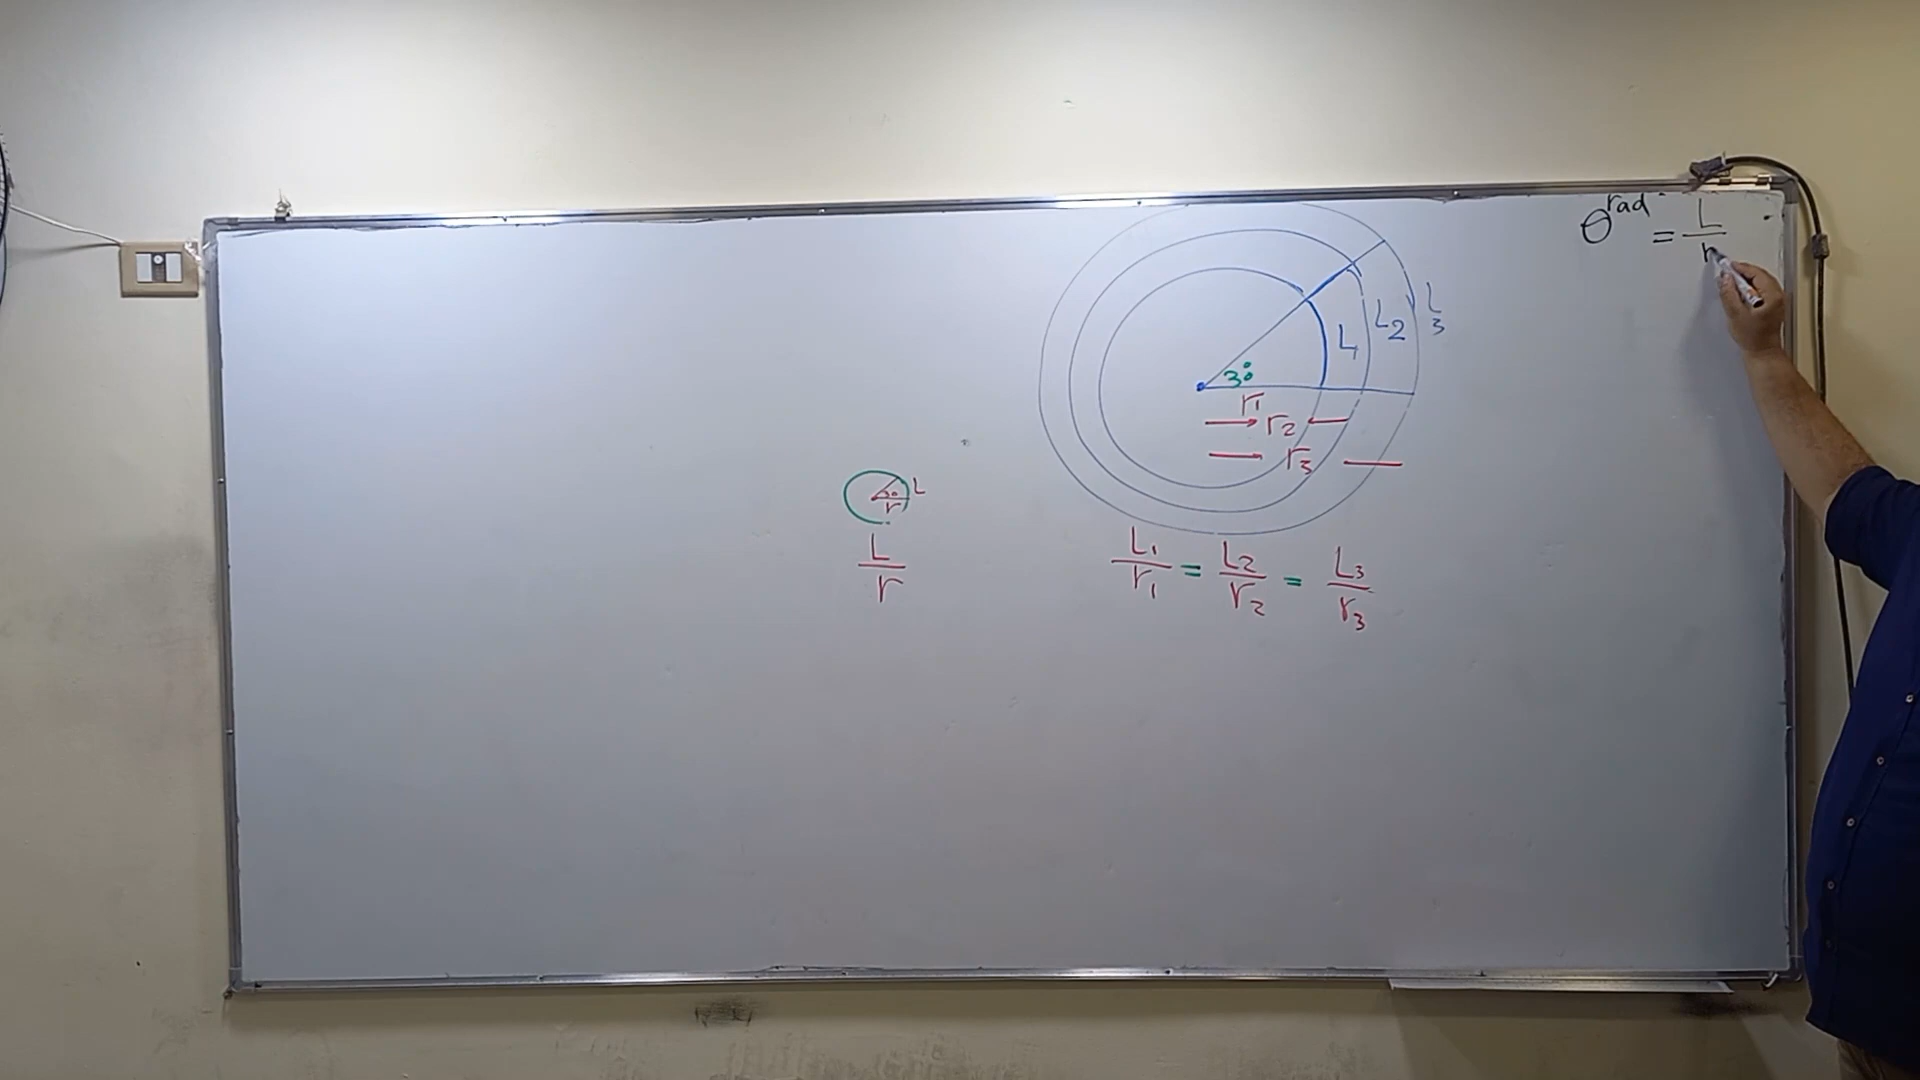 θ^rad = L/r
L3
L2
L1
30°
r1
r2
r3
30 L
r
L/r
L1/r1 = L2/r2 = L3/r3